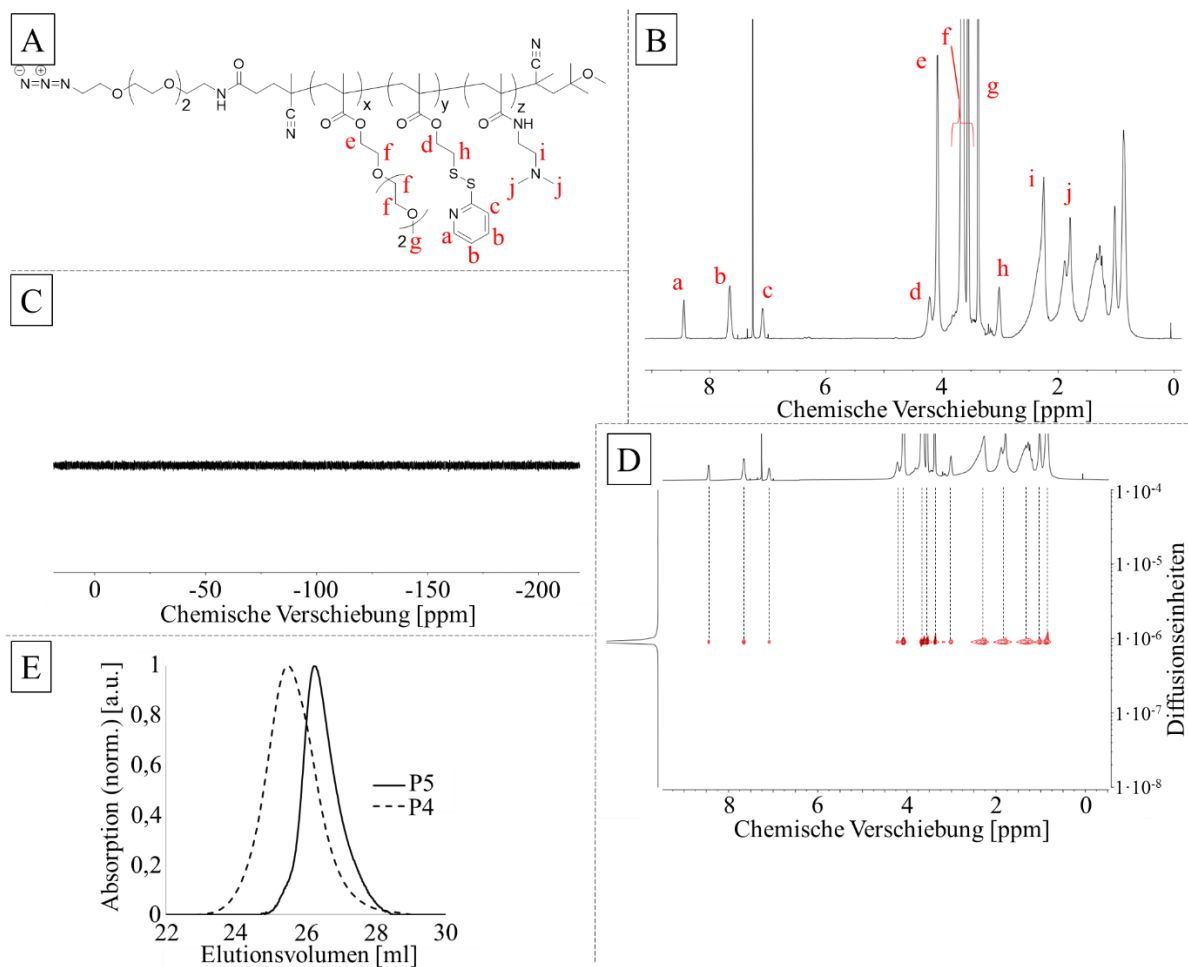 A
N=N=N
⊖ ⊕
O
O
O
2
N
H
O
N
x
y
z
N
O
O
O
O
O
NH
O
e
f
O
f
f
O
2
g
d
h
S
S
N
a
b
b
c
i
N
j
j
B
a
b
c
d
e
f
g
h
i
j
8
6
4
2
0
Chemische Verschiebung [ppm]
C
0
-50
-100
-150
-200
Chemische Verschiebung [ppm]
D
1·10-4
1·10-5
1·10-6
1·10-7
1·10-8
Diffusionseinheiten
8
6
4
2
0
Chemische Verschiebung [ppm]
E
1
0,8
0,6
0,4
0,2
0
Absorption (norm.) [a.u.]
P5
P4
22
24
26
28
30
Elutionsvolumen [ml]